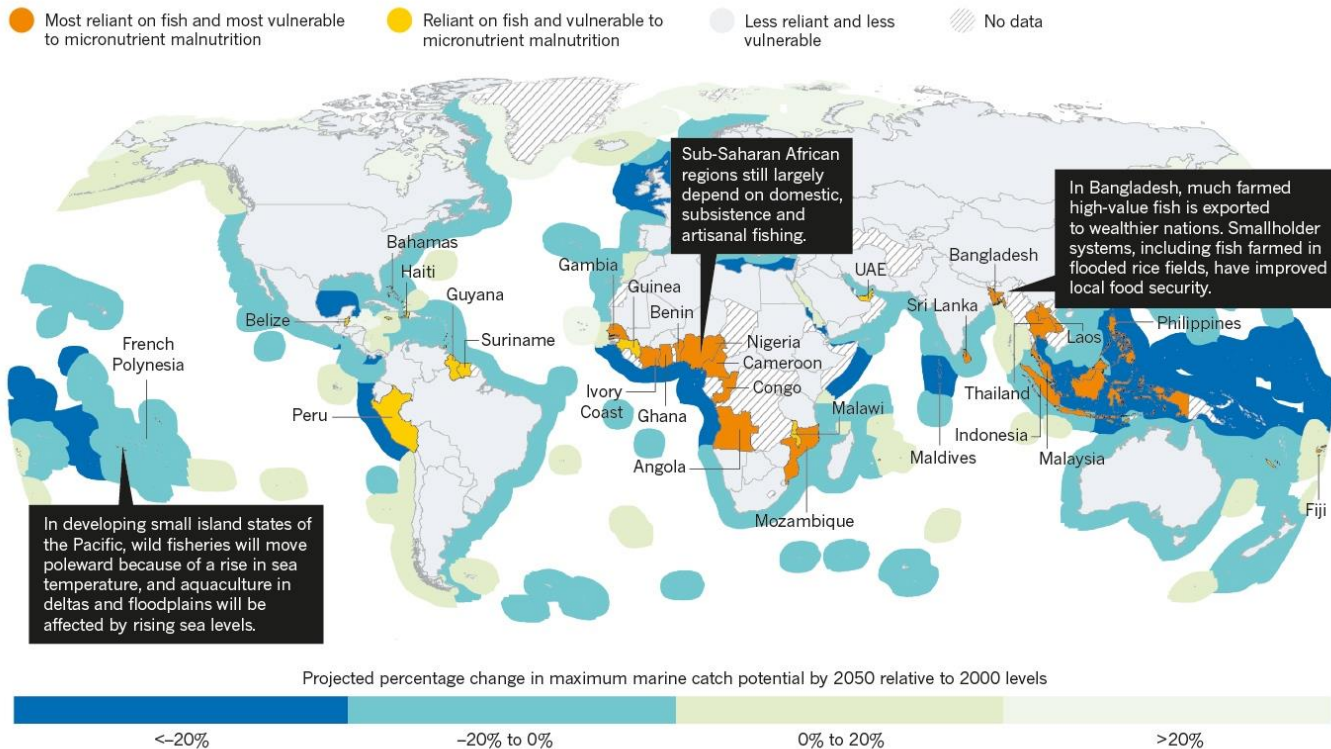 Most reliant on fish and most vulnerable
to micronutrient malnutrition
Reliant on fish and vulnerable to
micronutrient malnutrition
Less reliant and less
vulnerable
No data
Sub-Saharan African
regions still largely
depend on domestic,
subsistence and
artisanal fishing.
In Bangladesh, much farmed
high-value fish is exported
to wealthier nations. Smallholder
systems, including fish farmed in
flooded rice fields, have improved
local food security.
Bahamas
Haiti
Guyana
Belize
Suriname
French
Polynesia
Peru
Gambia
Guinea
Benin
Nigeria
Cameroon
Congo
Ivory
Coast
Ghana
Malawi
Angola
Mozambique
UAE
Bangladesh
Sri Lanka
Philippines
Laos
Thailand
Indonesia
Maldives
Malaysia
Fiji
In developing small island states of
the Pacific, wild fisheries will move
poleward because of a rise in sea
temperature, and aquaculture in
deltas and floodplains will be
affected by rising sea levels.
Projected percentage change in maximum marine catch potential by 2050 relative to 2000 levels
<–20%
–20% to 0%
0% to 20%
>20%